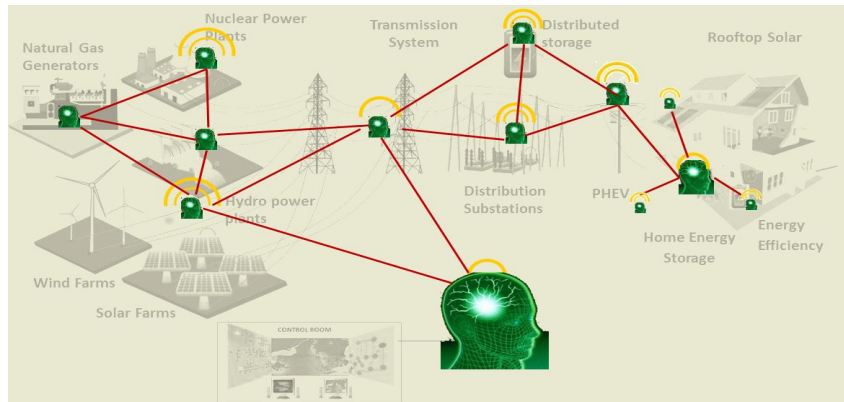 Nuclear Power
Plants
Transmission
System
Distributed
storage
Rooftop Solar
Natural Gas
Generators
Hydro power
plants
Distribution
Substations
PHEV
Home Energy
Storage
Energy
Efficiency
Wind Farms
Solar Farms
CONTROL ROOM